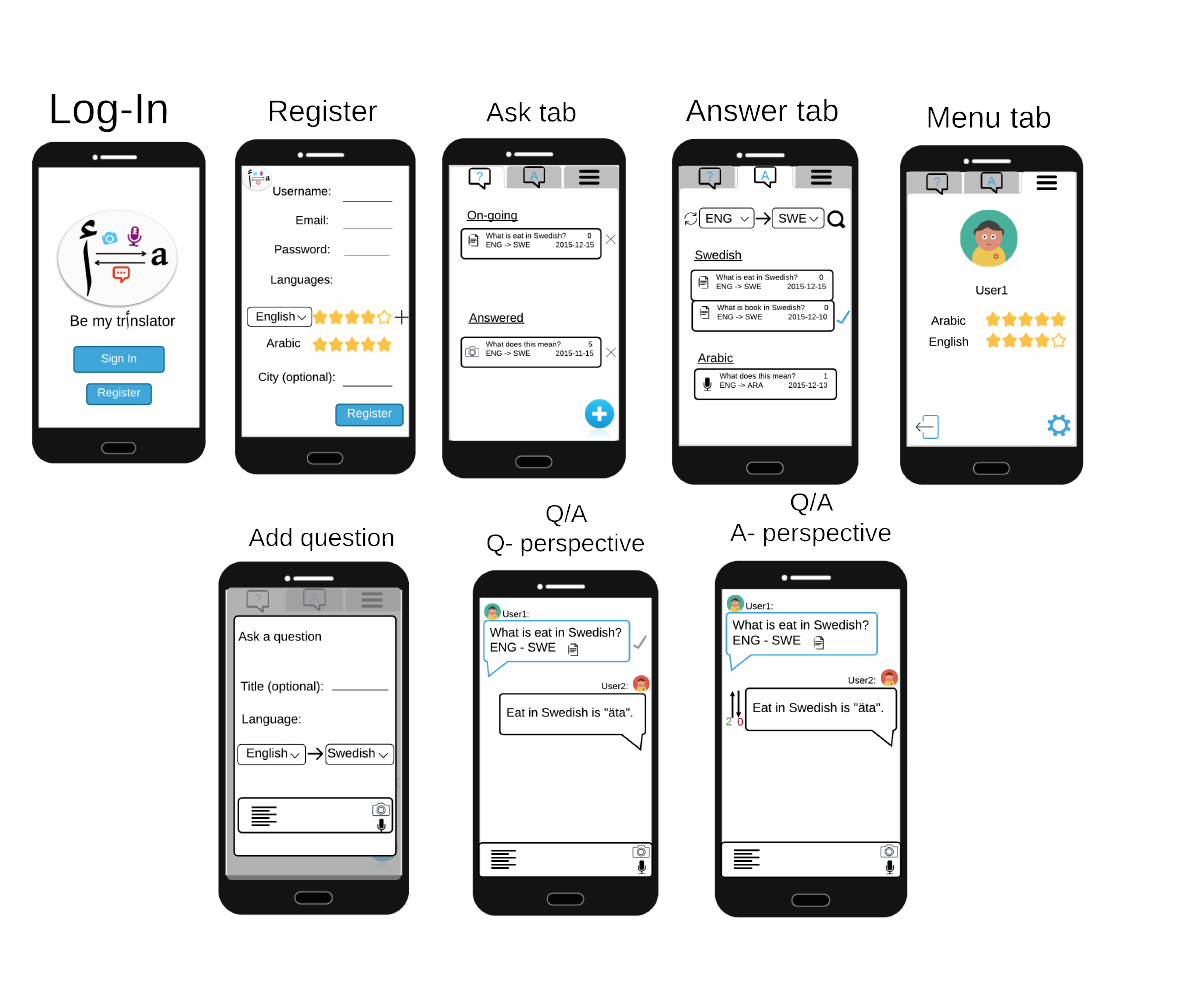 Log-In
أ a
Be my trأnslator
Sign In
Register
Register
أ a
Username:
Email:
Password:
Languages:
English
Arabic
City (optional):
Register
Ask tab
? A
On-going
What is eat in Swedish? 0
ENG -> SWE 2015-12-15
Answered
What does this mean? 5
ENG -> SWE 2015-11-15
Answer tab
? A
ENG → SWE
Swedish
What is eat in Swedish? 0
ENG -> SWE 2015-12-15
What is book in Swedish? 0
ENG -> SWE 2015-12-10
Arabic
What does this mean? 1
ENG -> ARA 2015-12-13
Menu tab
? A
User1
Arabic
English
Add question
? A
Ask a question
Title (optional):
Language:
English → Swedish
Q/A
Q- perspective
User1:
What is eat in Swedish?
ENG - SWE
User2:
Eat in Swedish is "äta".
Q/A
A- perspective
User1:
What is eat in Swedish?
ENG - SWE
User2:
Eat in Swedish is "äta".
2 0